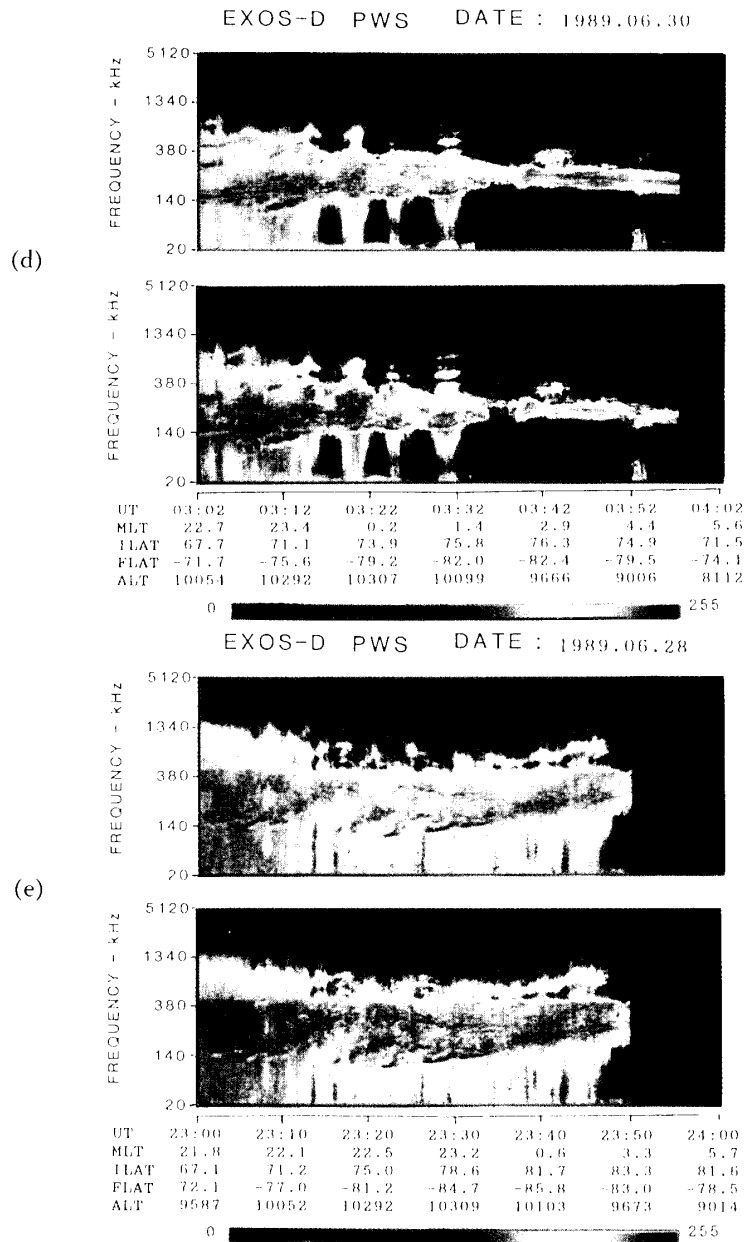 EXOS-D PWS DATE : 1989.06.30
FREQUENCY - kHz
5120
1340
380
140
20
(d)
FREQUENCY - kHz
5120
1340
380
140
20
UT 03:02 03:12 03:22 03:32 03:42 03:52 04:02
MLT 22.7 23.4 0.2 1.4 2.9 4.4 5.6
ILAT 67.7 71.1 73.9 75.8 76.3 74.9 71.5
FLAT -71.7 -75.6 -79.2 -82.0 -82.4 -79.5 -74.1
ALT 10054 10292 10307 10099 9666 9006 8112
0 255
EXOS-D PWS DATE : 1989.06.28
FREQUENCY - kHz
5120
1340
380
140
20
(e)
FREQUENCY - kHz
5120
1340
380
140
20
UT 23:00 23:10 23:20 23:30 23:40 23:50 24:00
MLT 21.8 22.1 22.5 23.2 0.6 3.3 5.7
ILAT 67.1 71.2 75.0 78.6 81.7 83.3 81.6
FLAT 72.1 -77.0 -81.2 -84.7 -85.8 -83.0 -78.5
ALT 9587 10052 10292 10309 10103 9673 9014
0 255